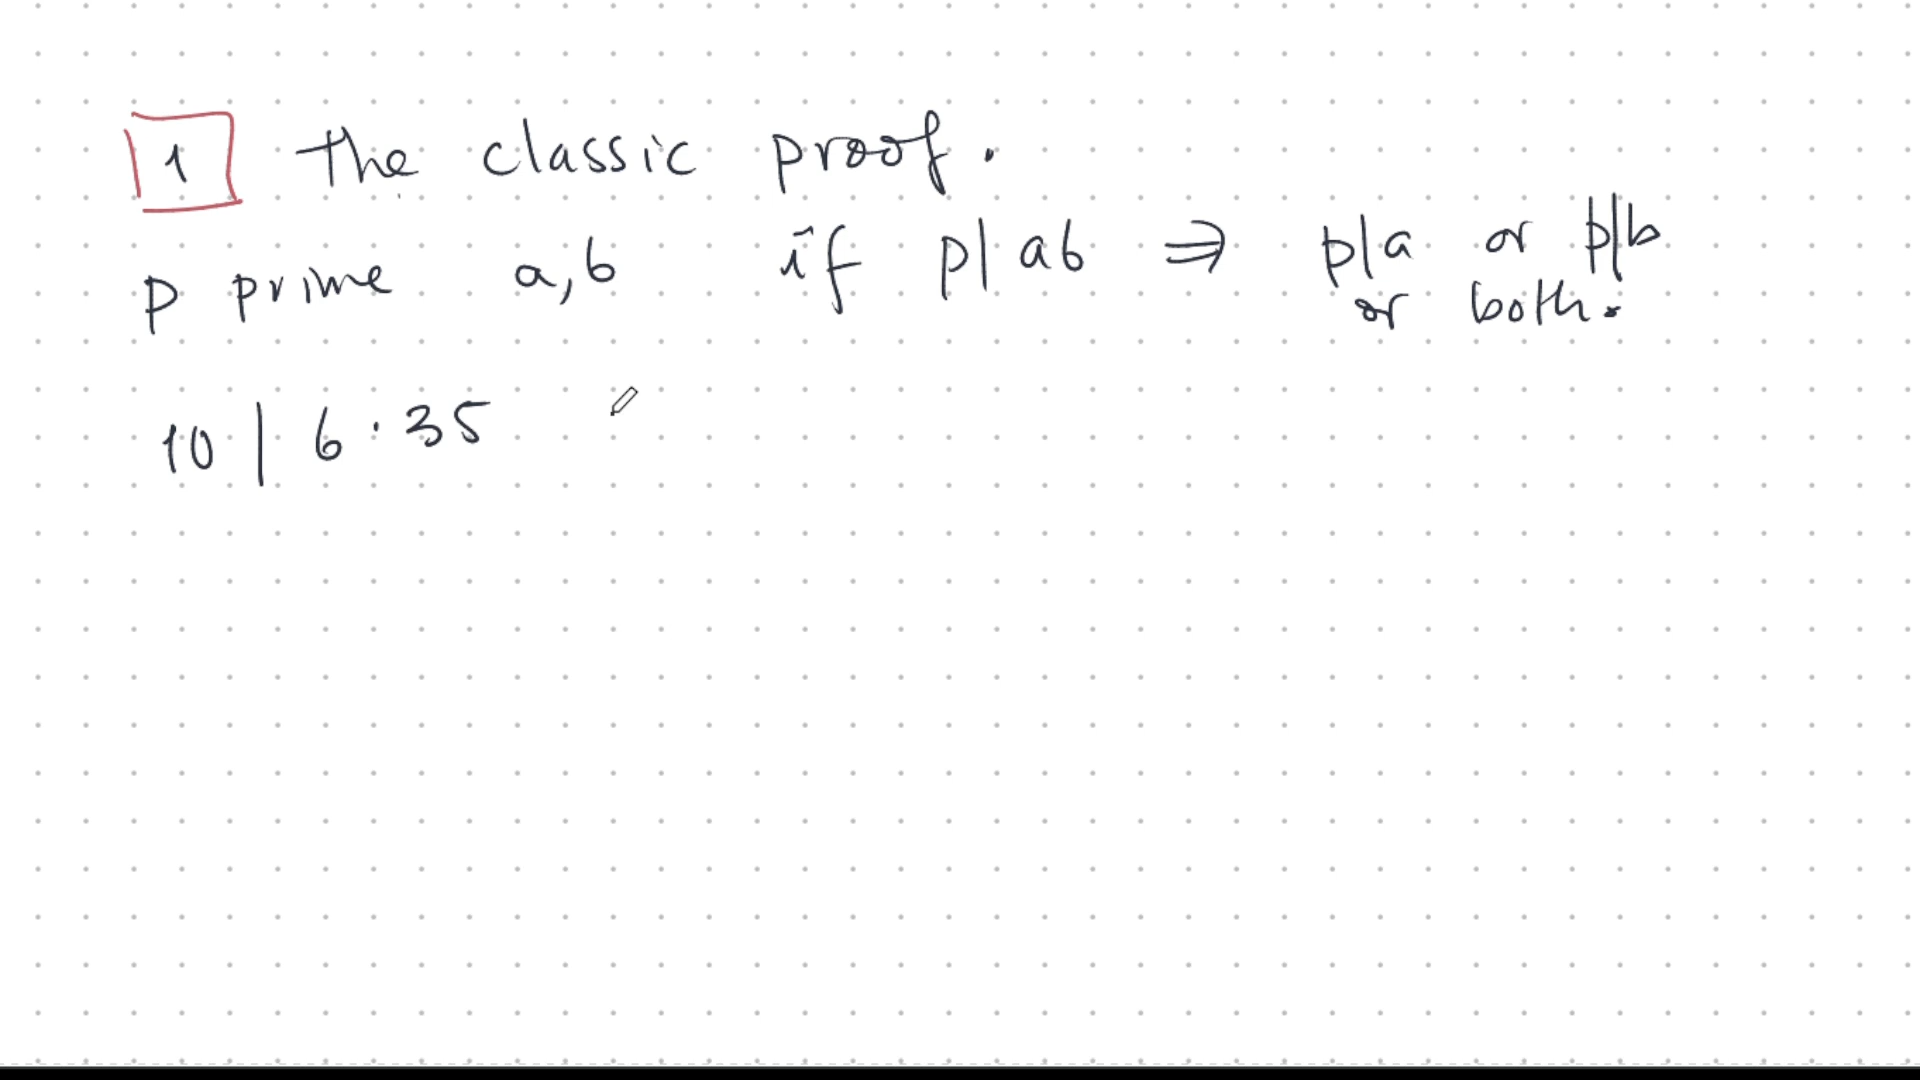 1 The classic proof.
p prime a,b if p|ab ⇒ p|a or p|b
or both.
10 | 6·35